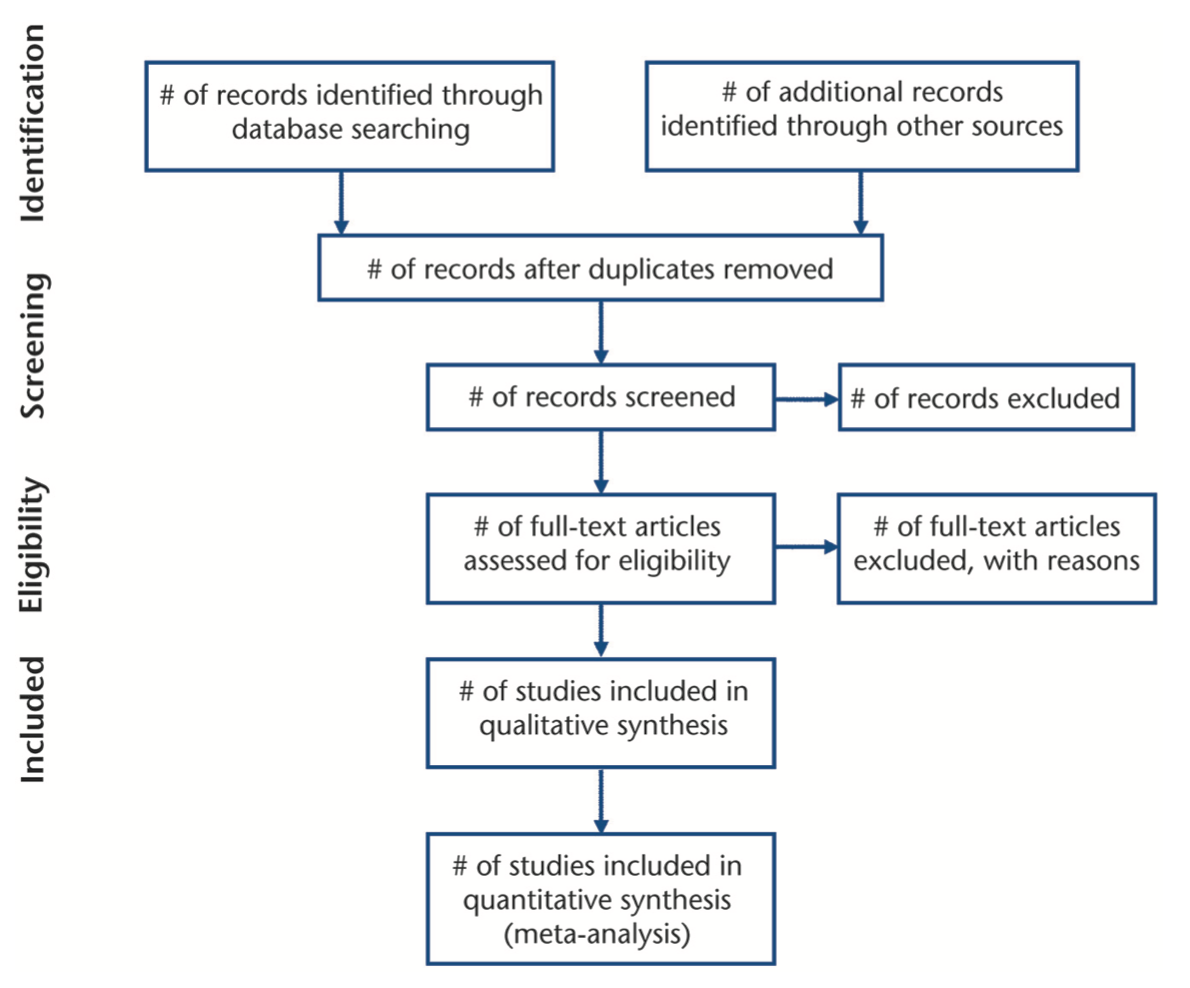 Identification
# of records identified through
database searching
# of additional records
identified through other sources
# of records after duplicates removed
Screening
# of records screened
# of records excluded
Eligibility
# of full-text articles
assessed for eligibility
# of full-text articles
excluded, with reasons
Included
# of studies included in
qualitative synthesis
# of studies included in
quantitative synthesis
(meta-analysis)